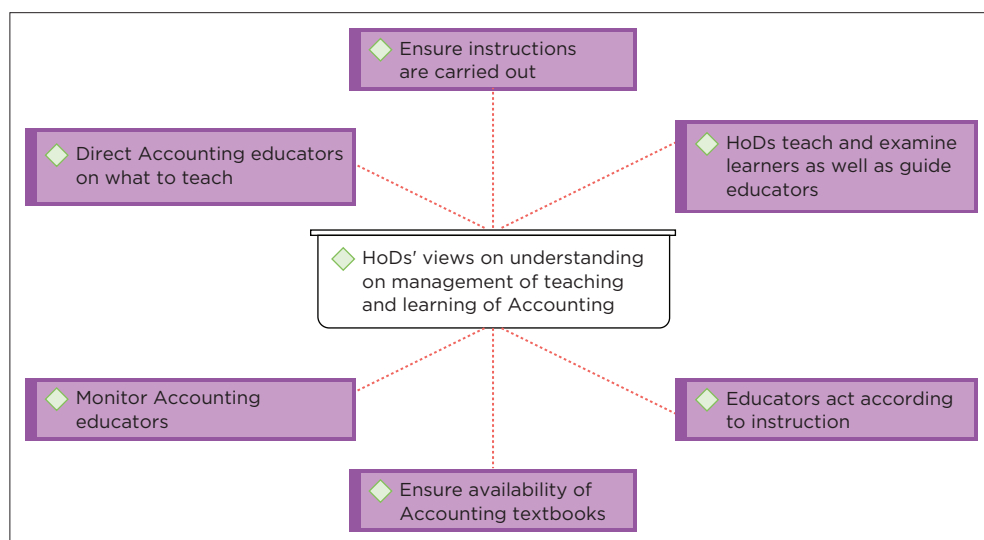 Ensure instructions
are carried out
Direct Accounting educators
on what to teach
HoDs teach and examine
learners as well as guide
educators
HoDs' views on understanding
on management of teaching
and learning of Accounting
Monitor Accounting
educators
Educators act according
to instruction
Ensure availability of
Accounting textbooks